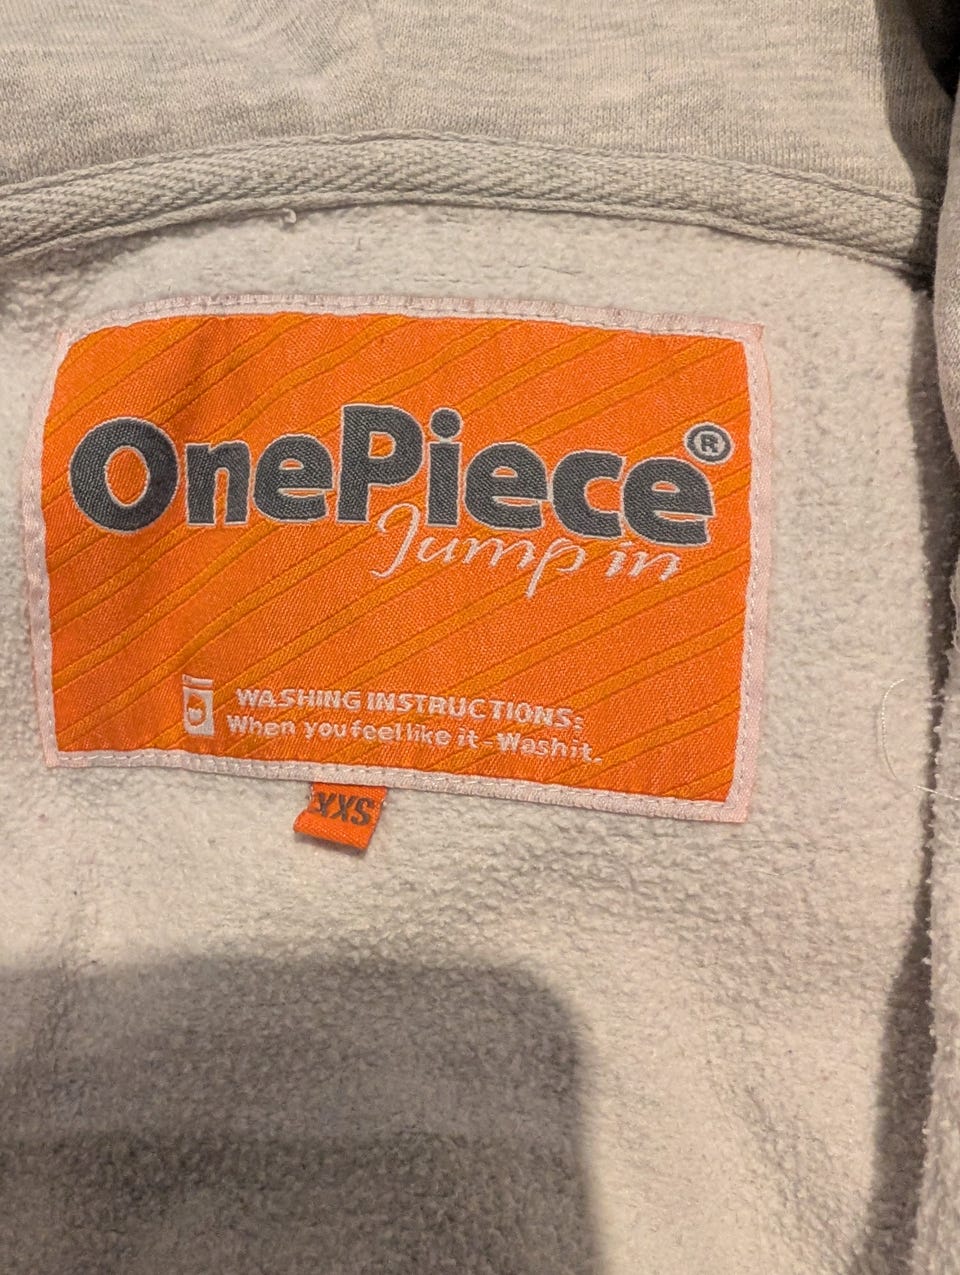 OnePiece®
Jump in
WASHING INSTRUCTIONS:
When you feel like it - Wash it.
XXS